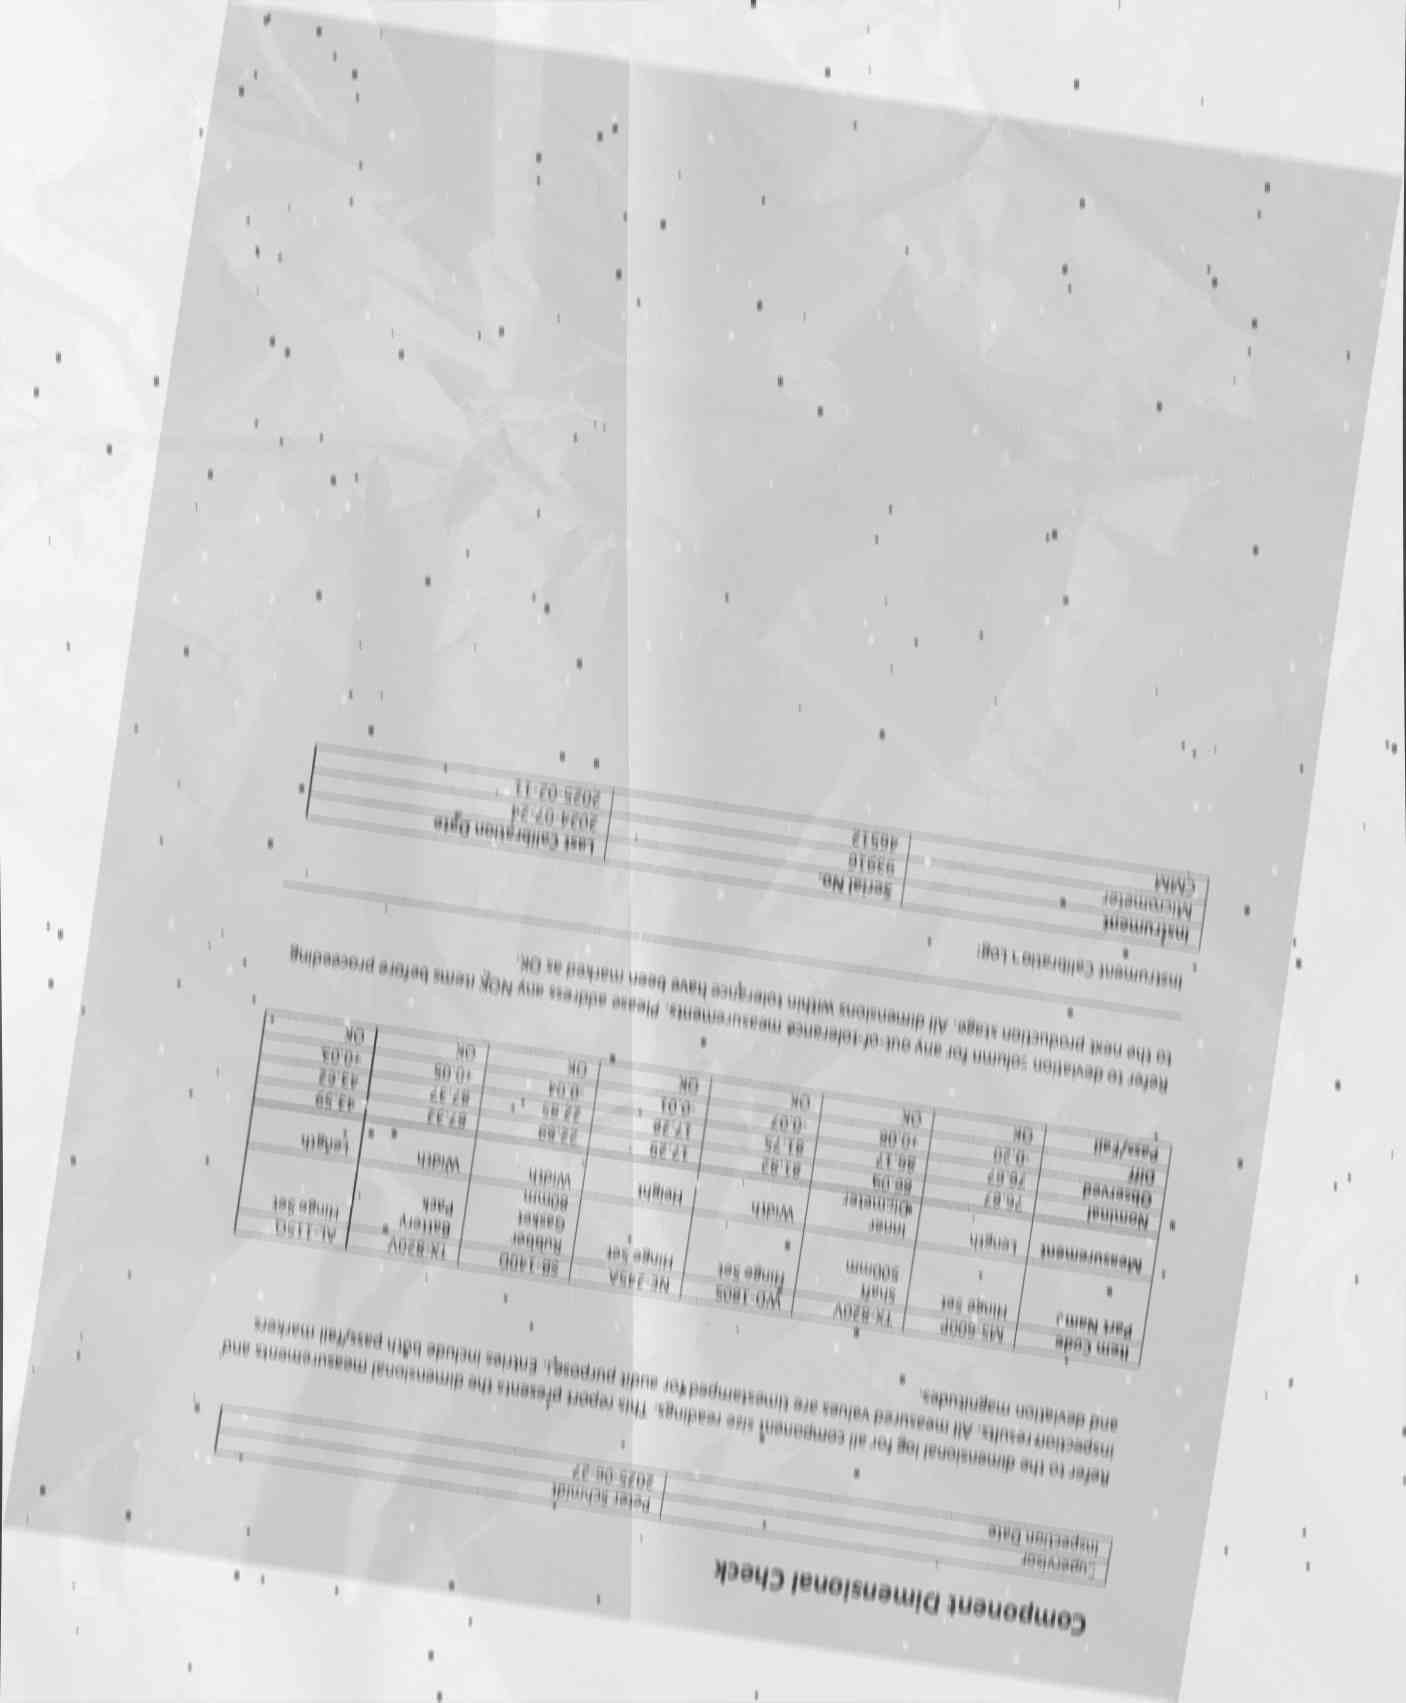 Component Dimensional Check
Supervisor Peter Schmidt
Inspection Date 2025-06-27
Refer to the dimensional log for all component size readings. This report presents the dimensional measurements and
inspection results. All measured values are timestamped for audit purposes. Entries include both pass/fail markers
and deviation magnitudes.
Item Code MS-600P TX-820V WD-180S NE-245A SB-140D TX-820V AL-115Q
Part Name Hinge Set Shaft Hinge Set Hinge Set Rubber Battery Hinge Set
500mm Gasket Pack
80mm
Measurement Length Inner Width Height Width Width Length
Diameter
Nominal 76.87 86.09 81.82 17.29 22.89 87.32 43.59
Observed 76.67 86.17 81.75 17.28 22.85 87.37 43.62
Diff -0.20 +0.08 -0.07 -0.01 -0.04 +0.05 +0.03
Pass/Fail OK OK OK OK OK OK OK
Refer to deviation column for any out-of-tolerance measurements. Please address any NOK items before proceeding
to the next production stage. All dimensions within tolerance have been marked as OK.
Instrument Calibration Log:
Instrument Serial No. Last Calibration Date
Micrometer 93916 2024-07-24
CMM 46512 2025-02-11